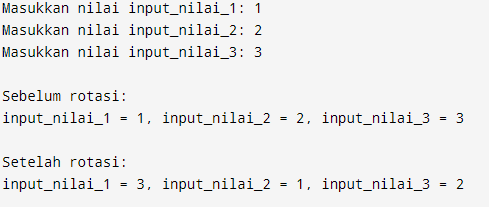 Masukkan nilai input_nilai_1: 1
Masukkan nilai input_nilai_2: 2
Masukkan nilai input_nilai_3: 3
Sebelum rotasi:
input_nilai_1 = 1, input_nilai_2 = 2, input_nilai_3 = 3
Setelah rotasi:
input_nilai_1 = 3, input_nilai_2 = 1, input_nilai_3 = 2